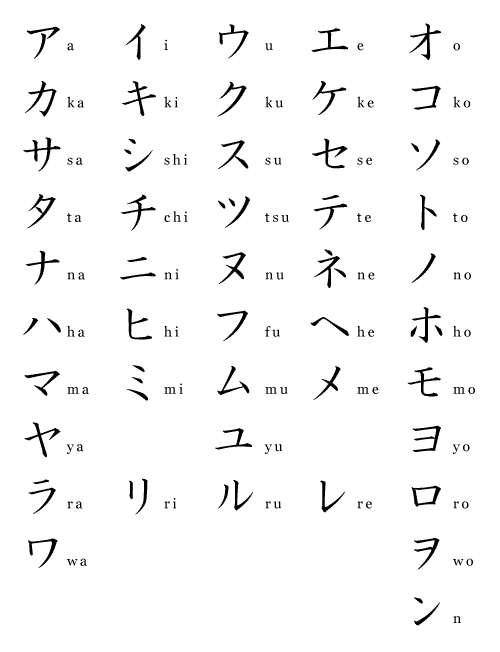 ア a イ i ウ u エ e オ o
カ ka キ ki ク ku ケ ke コ ko
サ sa シ shi ス su セ se ソ so
タ ta チ chi ツ tsu テ te ト to
ナ na ニ ni ヌ nu ネ ne ノ no
ハ ha ヒ hi フ fu ヘ he ホ ho
マ ma ミ mi ム mu メ me モ mo
ヤ ya ユ yu ヨ yo
ラ ra リ ri ル ru レ re ロ ro
ワ wa ヲ wo
ン n